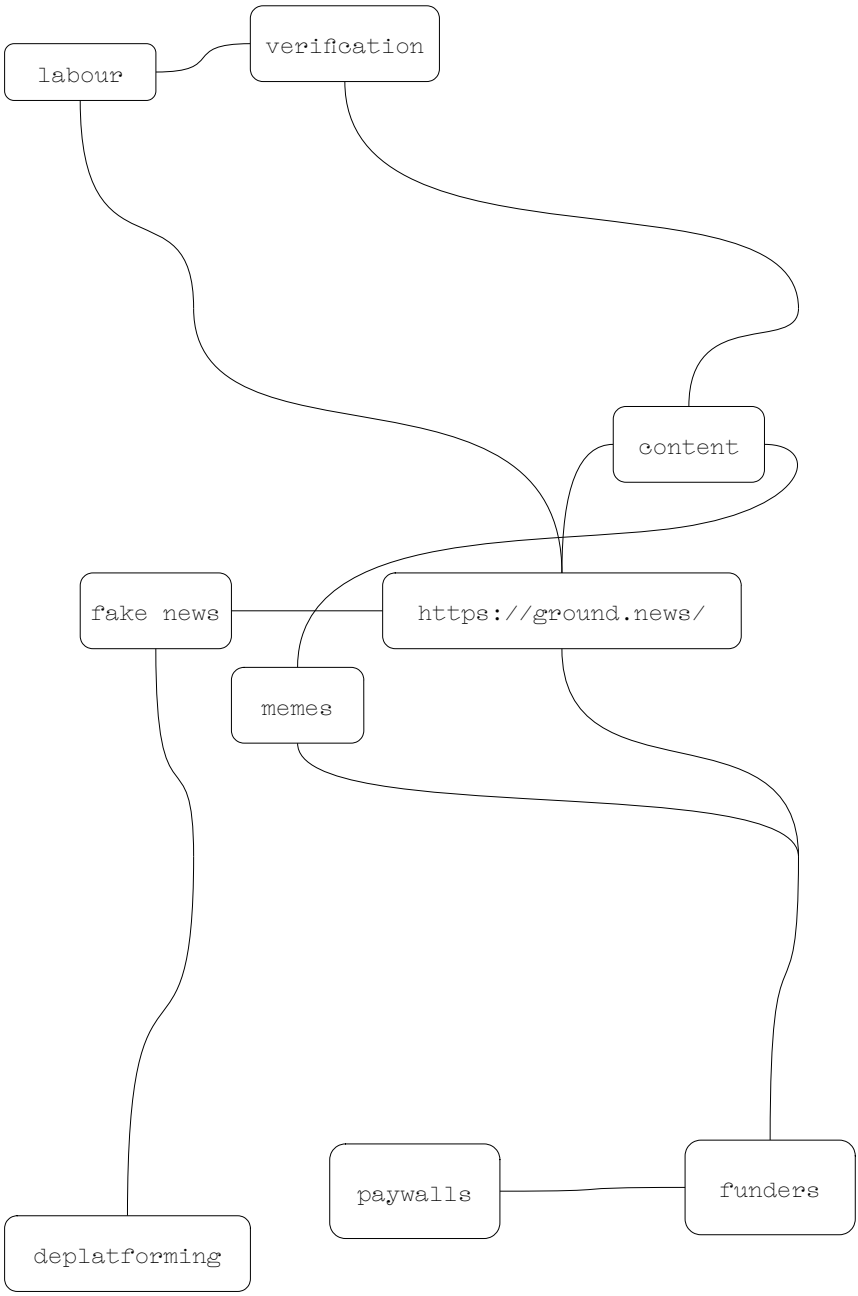 verification
labour
content
fake news
https://ground.news/
memes
paywalls
funders
deplatforming